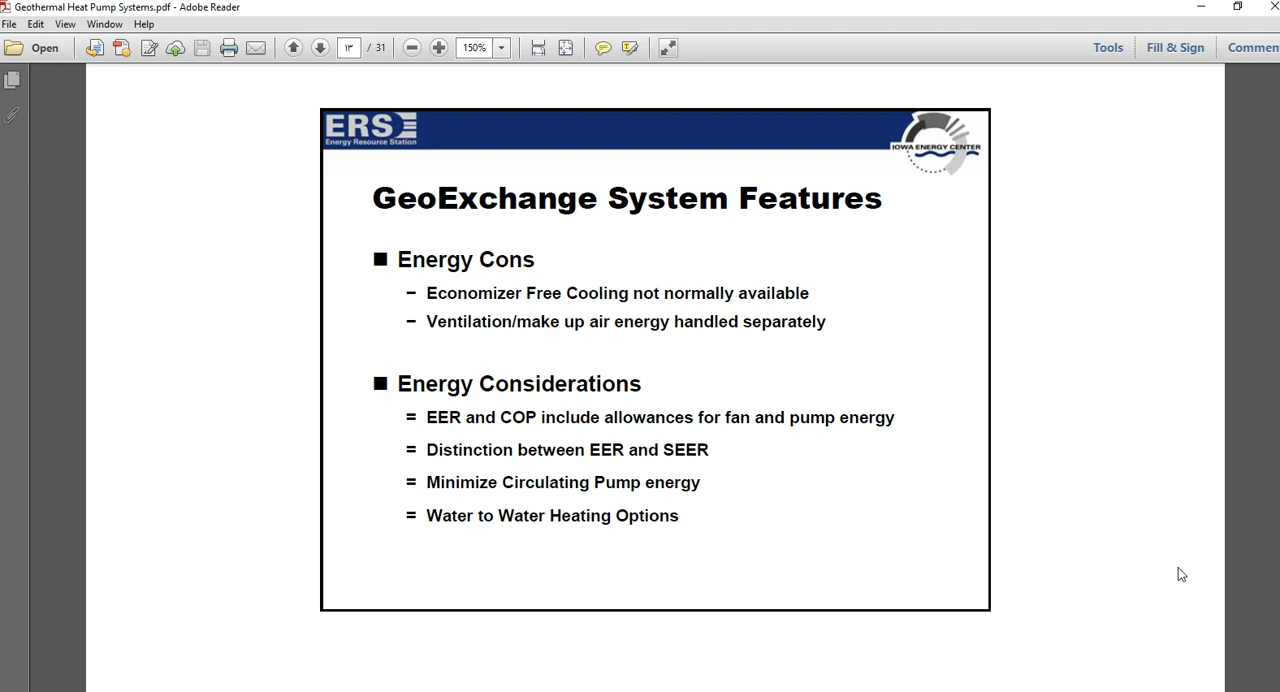 Geothermal Heat Pump Systems.pdf - Adobe Reader
File Edit View Window Help
Open ١٣ / 31 150% Tools Fill & Sign Commen
ERS
Energy Resource Station
IOWA ENERGY CENTER
GeoExchange System Features
■ Energy Cons
– Economizer Free Cooling not normally available
– Ventilation/make up air energy handled separately
■ Energy Considerations
= EER and COP include allowances for fan and pump energy
= Distinction between EER and SEER
= Minimize Circulating Pump energy
= Water to Water Heating Options